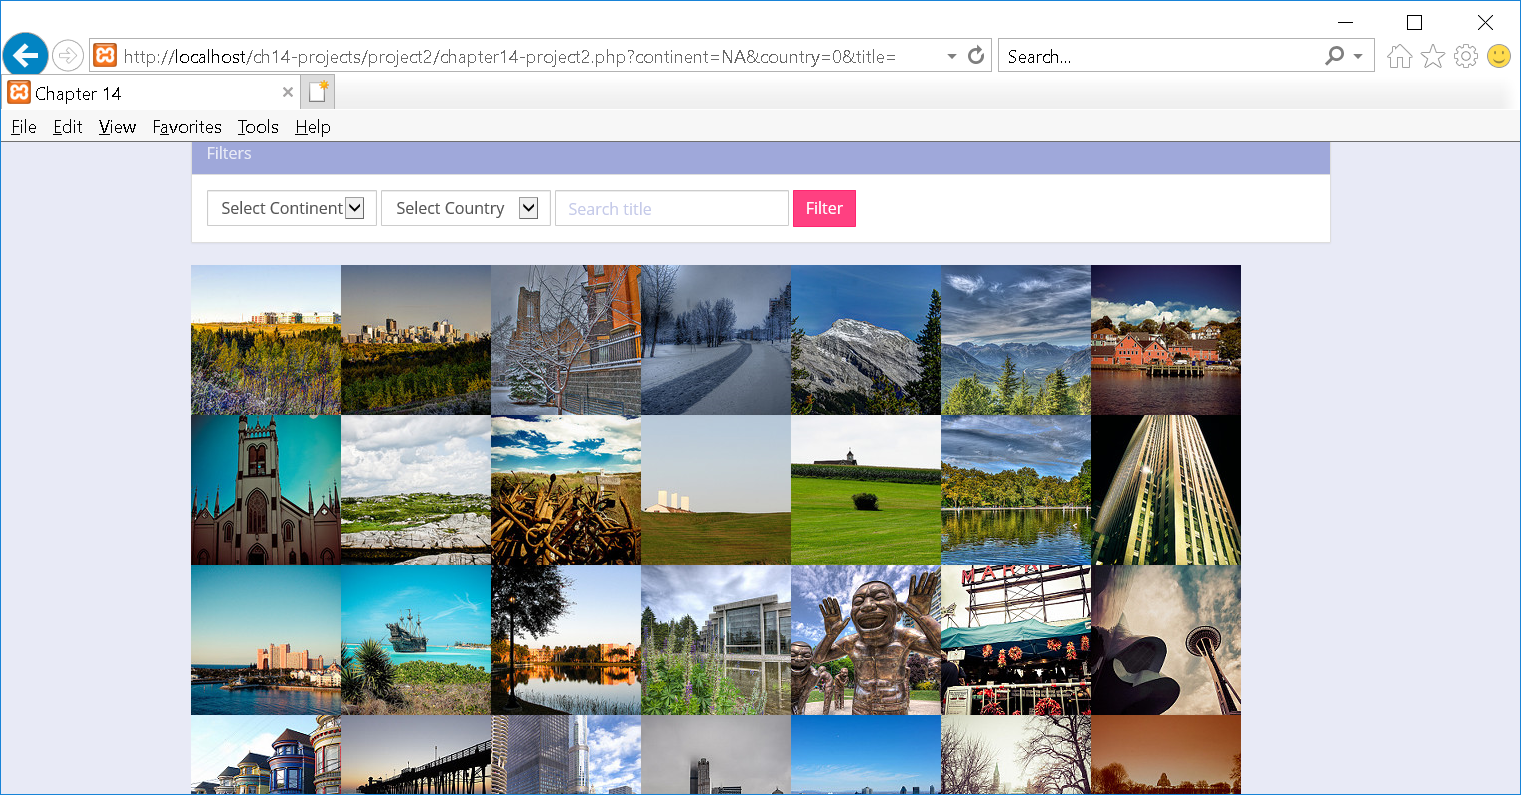 http://localhost/ch14-projects/project2/chapter14-project2.php?continent=NA&country=0&title=
Search...
Chapter 14
File Edit View Favorites Tools Help
Filters
Select Continent Select Country Search title Filter
MARKE